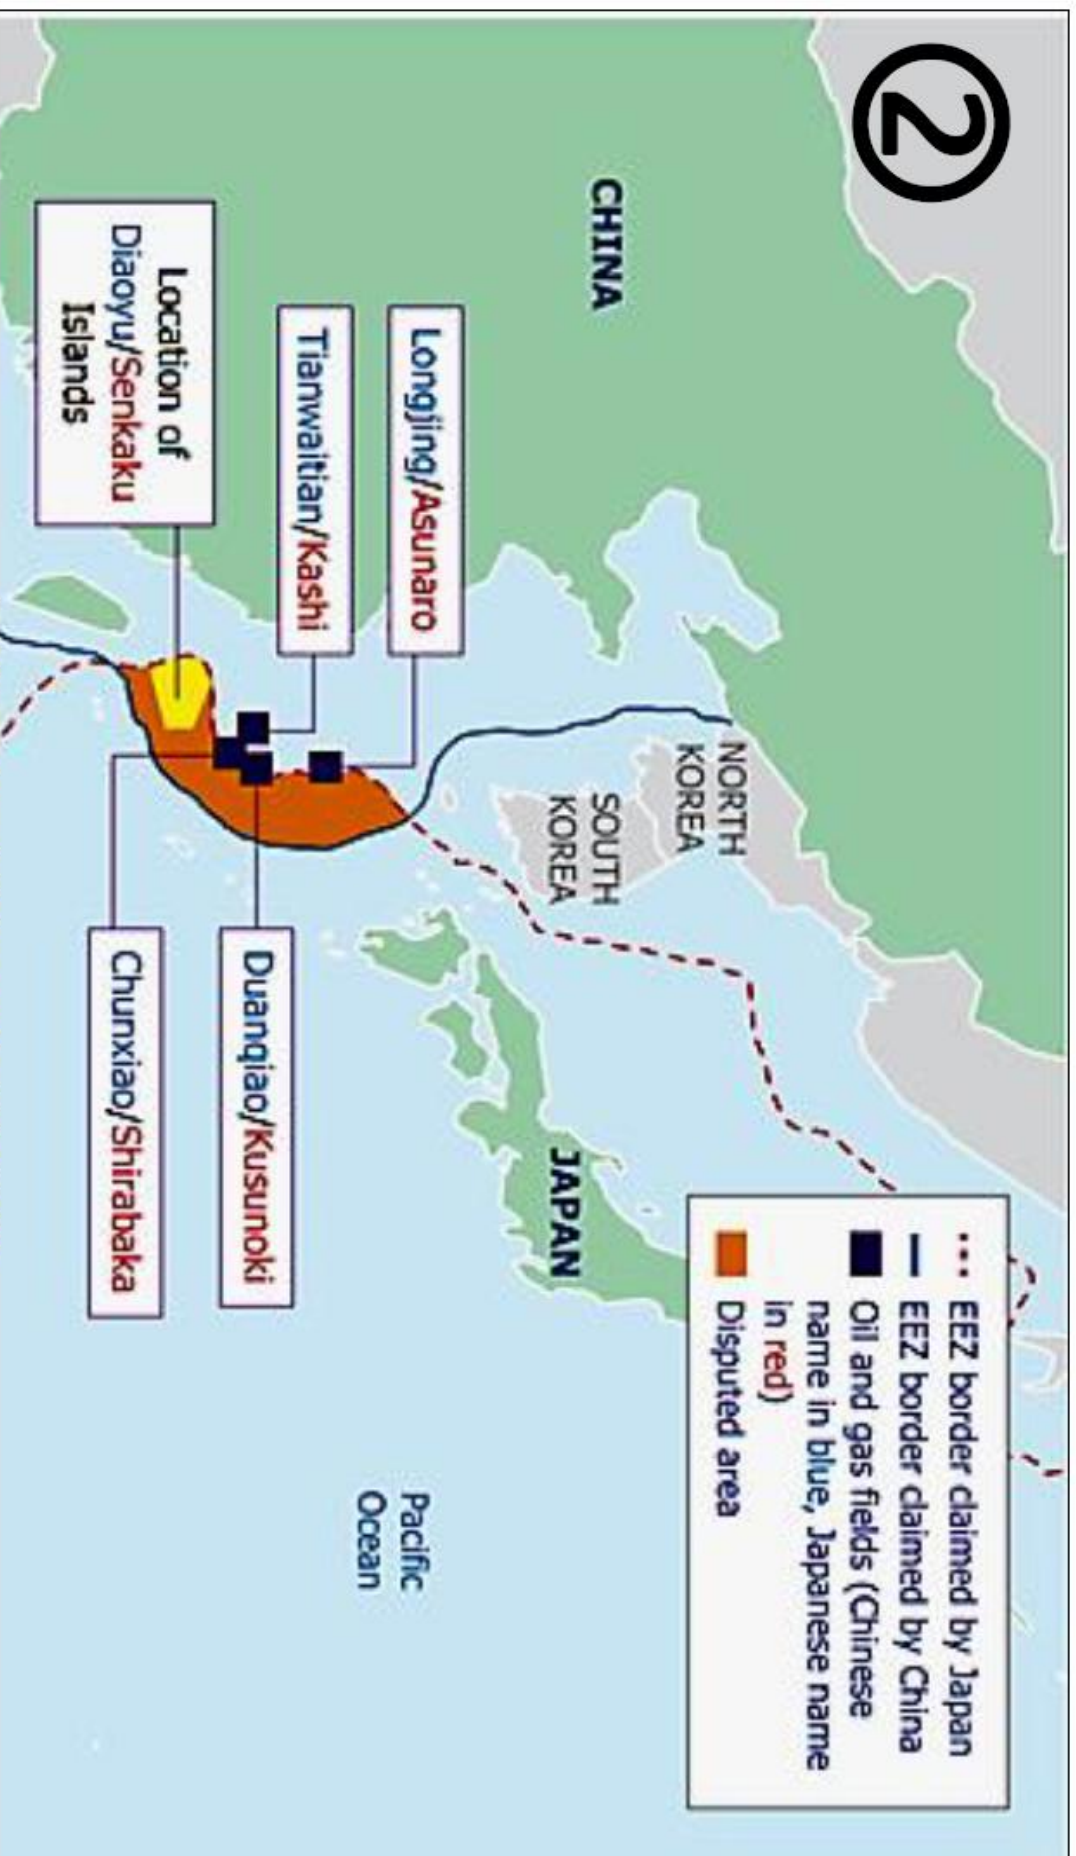 ②
CHINA
NORTH
KOREA
SOUTH
KOREA
JAPAN
EEZ border claimed by Japan
EEZ border claimed by China
Oil and gas fields (Chinese
name in blue, Japanese name
in red)
Disputed area
Longjing/Asunaro
Tianwaitian/Kashi
Location of
Diaoyu/Senkaku
Islands
Duanqiao/Kusunoki
Chunxiao/Shirabaka
Pacific
Ocean